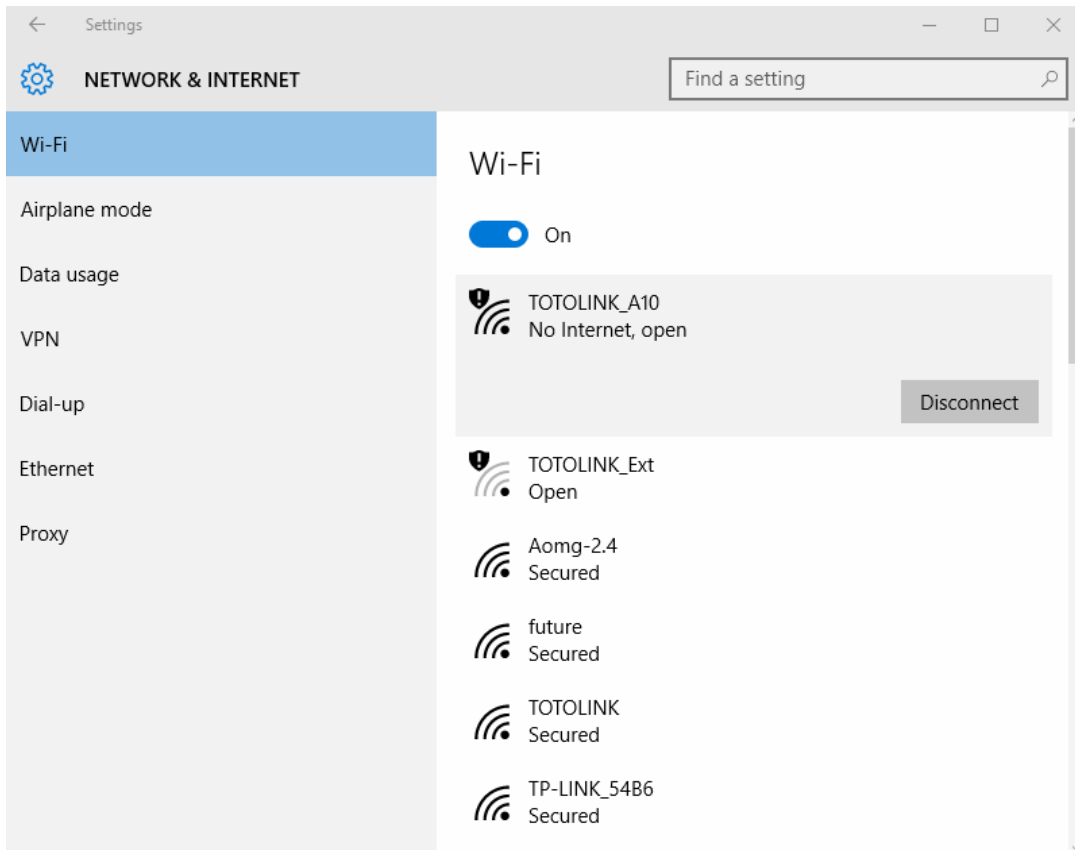 Settings
NETWORK & INTERNET
Find a setting
Wi-Fi
Airplane mode
Data usage
VPN
Dial-up
Ethernet
Proxy
Wi-Fi
On
TOTOLINK_A10
No Internet, open
Disconnect
TOTOLINK_Ext
Open
Aomg-2.4
Secured
future
Secured
TOTOLINK
Secured
TP-LINK_54B6
Secured